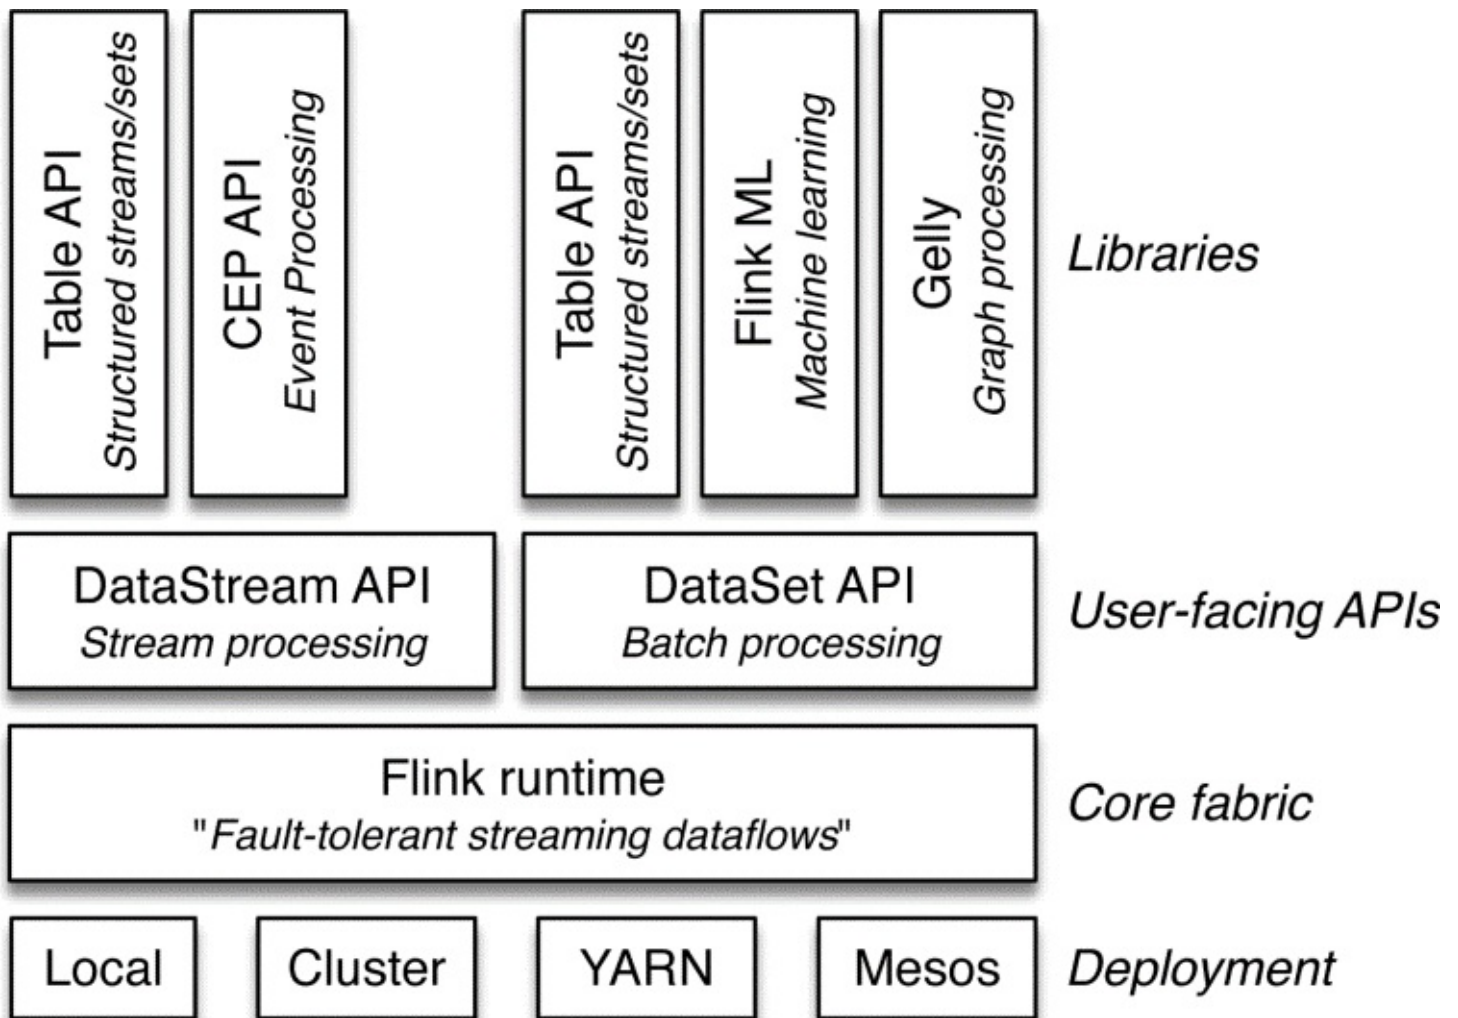 Table API
Structured streams/sets
CEP API
Event Processing
Table API
Structured streams/sets
Flink ML
Machine learning
Gelly
Graph processing
Libraries
DataStream API
Stream processing
DataSet API
Batch processing
User-facing APIs
Flink runtime
"Fault-tolerant streaming dataflows"
Core fabric
Local
Cluster
YARN
Mesos
Deployment